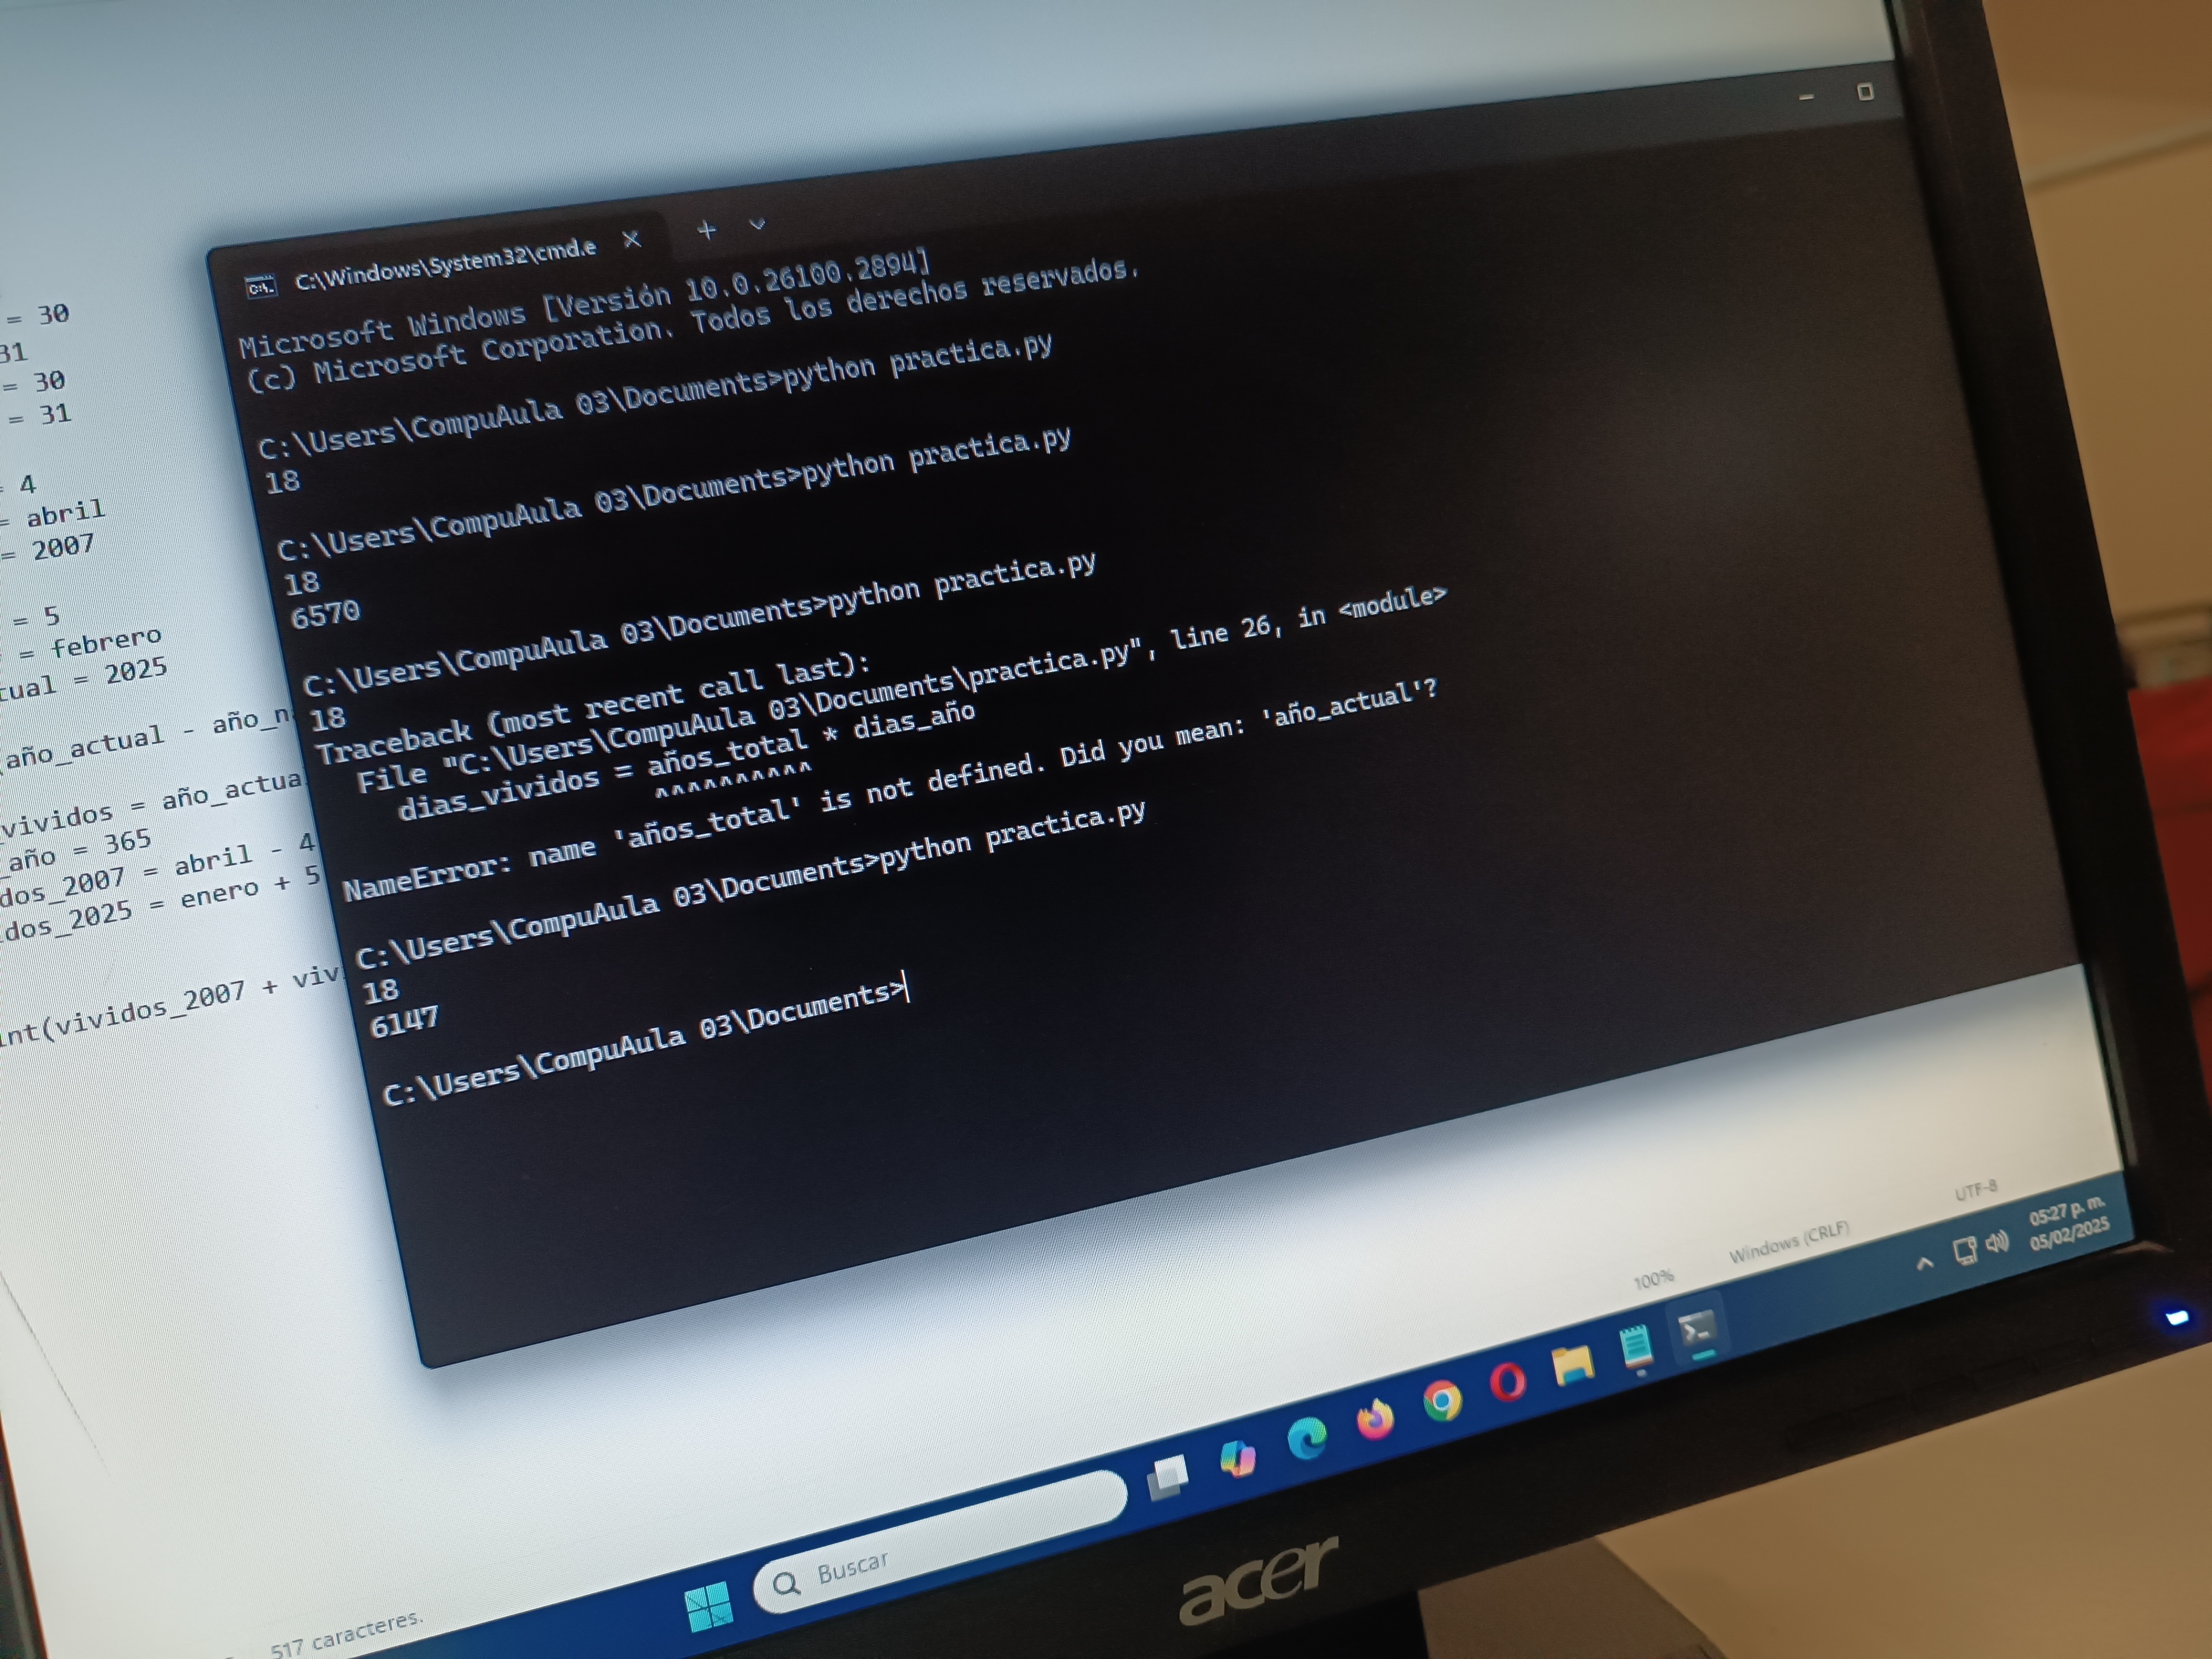 = 30
31
= 30
= 31
= 4
= abril
= 2007
= 5
= febrero
tual = 2025
año_actual - año_n
vividos = año_actua
_año = 365
dos_2007 = abril - 4
idos_2025 = enero + 5
int(vividos_2007 + viv
C:\Windows\System32\cmd.e
Microsoft Windows [Versión 10.0.26100.2894]
(c) Microsoft Corporation. Todos los derechos reservados.
C:\Users\CompuAula 03\Documents>python practica.py
18
C:\Users\CompuAula 03\Documents>python practica.py
18
6570
C:\Users\CompuAula 03\Documents>python practica.py
18
Traceback (most recent call last):
File "C:\Users\CompuAula 03\Documents\practica.py", line 26, in <module>
dias_vividos = años_total * dias_año
^^^^^^^^^^
NameError: name 'años_total' is not defined. Did you mean: 'año_actual'?
C:\Users\CompuAula 03\Documents>python practica.py
18
6147
C:\Users\CompuAula 03\Documents>
517 caracteres.
100%
Windows (CRLF)
UTF-8
Buscar
05:27 p. m.
05/02/2025
acer